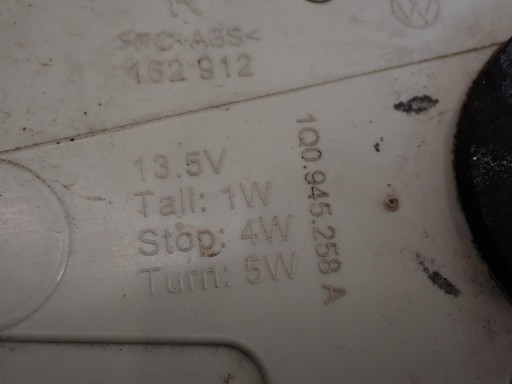 R
>PC+ABS<
162 912
13.5V
Tail: 1W
Stop: 4W
Turn: 5W
1Q0.945.258 A